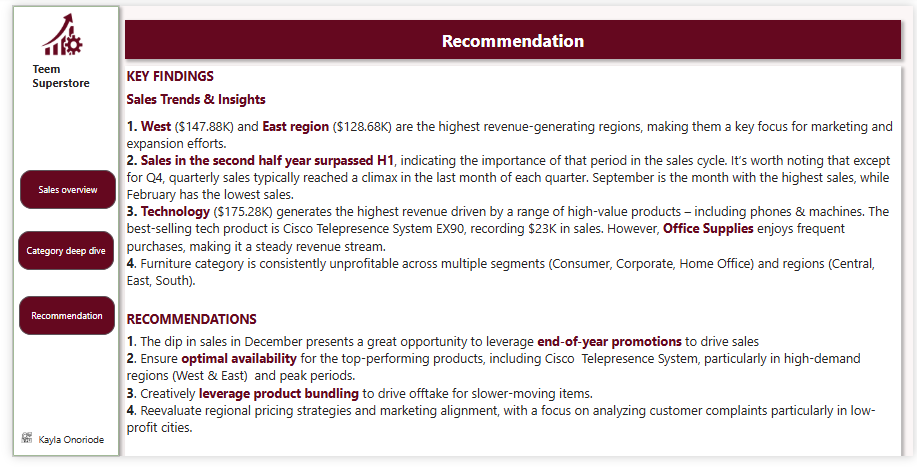 Recommendation
Teem
Superstore
Sales overview
Category deep dive
Recommendation
Kayla Onoriode
KEY FINDINGS
Sales Trends & Insights
1. West ($147.88K) and East region ($128.68K) are the highest revenue-generating regions, making them a key focus for marketing and
expansion efforts.
2. Sales in the second half year surpassed H1, indicating the importance of that period in the sales cycle. It's worth noting that except
for Q4, quarterly sales typically reached a climax in the last month of each quarter. September is the month with the highest sales, while
February has the lowest sales.
3. Technology ($175.28K) generates the highest revenue driven by a range of high-value products – including phones & machines. The
best-selling tech product is Cisco Telepresence System EX90, recording $23K in sales. However, Office Supplies enjoys frequent
purchases, making it a steady revenue stream.
4. Furniture category is consistently unprofitable across multiple segments (Consumer, Corporate, Home Office) and regions (Central,
East, South).
RECOMMENDATIONS
1. The dip in sales in December presents a great opportunity to leverage end-of-year promotions to drive sales
2. Ensure optimal availability for the top-performing products, including Cisco  Telepresence System, particularly in high-demand
regions (West & East)  and peak periods.
3. Creatively leverage product bundling to drive offtake for slower-moving items.
4. Reevaluate regional pricing strategies and marketing alignment, with a focus on analyzing customer complaints particularly in low-
profit cities.